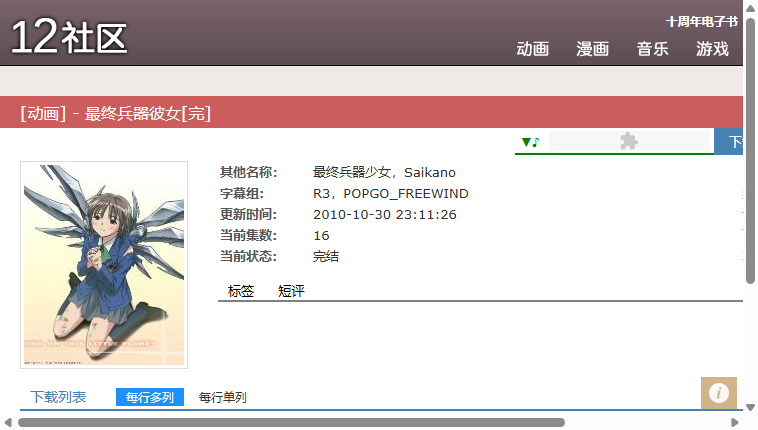 12社区
十周年电子书
动画 漫画 音乐 游戏
[动画] - 最终兵器彼女[完]
▼♪
其他名称： 最终兵器少女，Saikano
字幕组： R3，POPGO_FREEWIND
更新时间： 2010-10-30 23:11:26
当前集数： 16
当前状态： 完结
标签 短评
下载列表 每行多列 每行单列